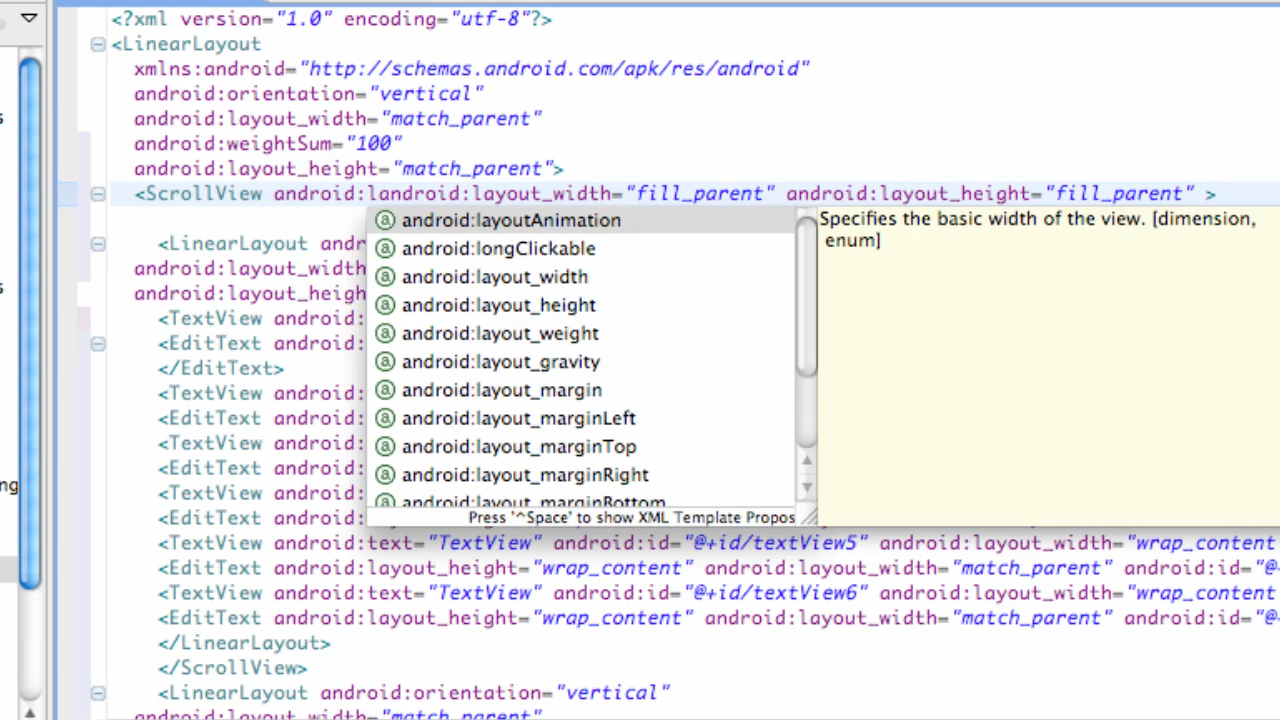 <?xml version="1.0" encoding="utf-8"?>
<LinearLayout
xmlns:android="http://schemas.android.com/apk/res/android"
android:orientation="vertical"
android:layout_width="match_parent"
android:weightSum="100"
android:layout_height="match_parent">
<ScrollView android:landroid:layout_width="fill_parent" android:layout_height="fill_parent" >
android:layoutAnimation
android:longClickable
android:layout_width
android:layout_height
android:layout_weight
android:layout_gravity
android:layout_margin
android:layout_marginLeft
android:layout_marginTop
android:layout_marginRight
android:layout_marginBottom
Press '^Space' to show XML Template Propos
Specifies the basic width of the view. [dimension,
enum]
<LinearLayout andr
android:layout_width
android:layout_heigh
<TextView android:
<EditText android:
</EditText>
<TextView android:
<EditText android:
<TextView android:
<EditText android:
<TextView android:
<EditText android:
<TextView android:text="TextView" android:id="@+id/textView5" android:layout_width="wrap_content
<EditText android:layout_height="wrap_content" android:layout_width="match_parent" android:id="@
<TextView android:text="TextView" android:id="@+id/textView6" android:layout_width="wrap_content
<EditText android:layout_height="wrap_content" android:layout_width="match_parent" android:id="@
</LinearLayout>
</ScrollView>
<LinearLayout android:orientation="vertical"
android:layout_width="match_parent"
s
s
ng